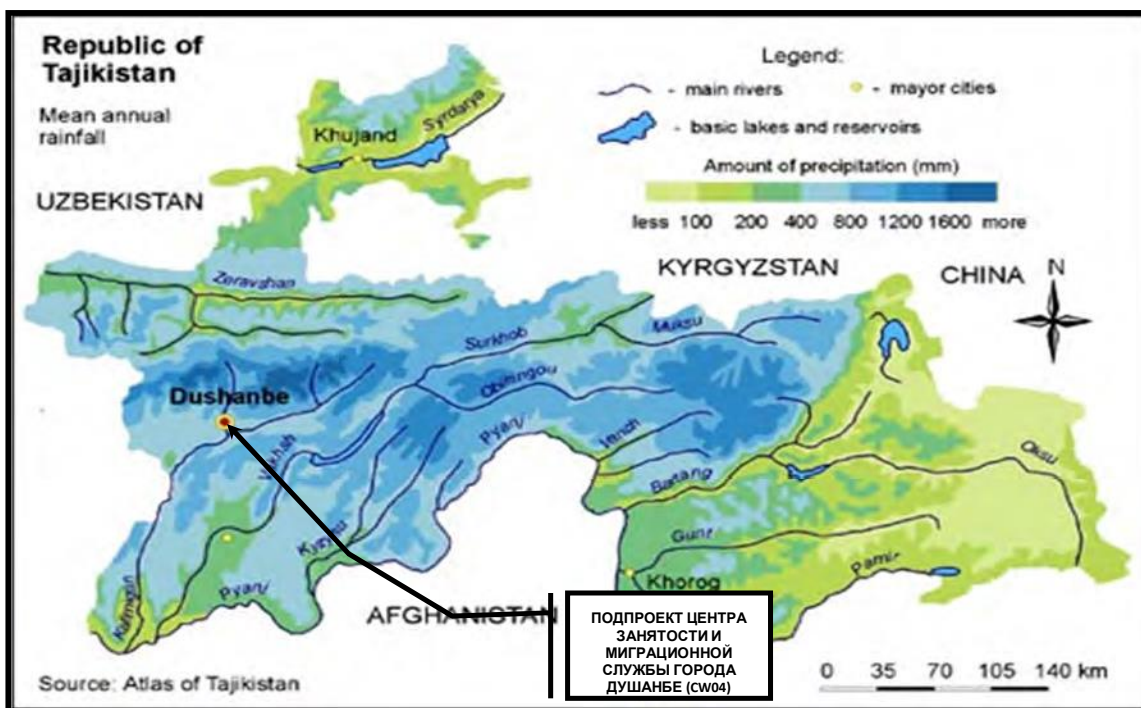 Republic of
Tajikistan
Mean annual
rainfall
Legend:
- main rivers
- mayor cities
- basic lakes and reservoirs
Amount of precipitation (mm)
less 100 200 400 800 1200 1600 more
Khujand
Syrdarya
UZBEKISTAN
KYRGYZSTAN
CHINA
N
Zeravshan
Surkhob
Muksu
Obihingou
Dushanbe
Vakhsh
Pyanj
Bartang
Oksu
Gunt
Pamir
Khorog
Pyanj
AFGHANISTAN
ПОДПРОЕКТ ЦЕНТРА
ЗАНЯТОСТИ И
МИГРАЦИОННОЙ
СЛУЖБЫ ГОРОДА
ДУШАНБЕ (CW04)
0 35 70 105 140 km
Source: Atlas of Tajikistan